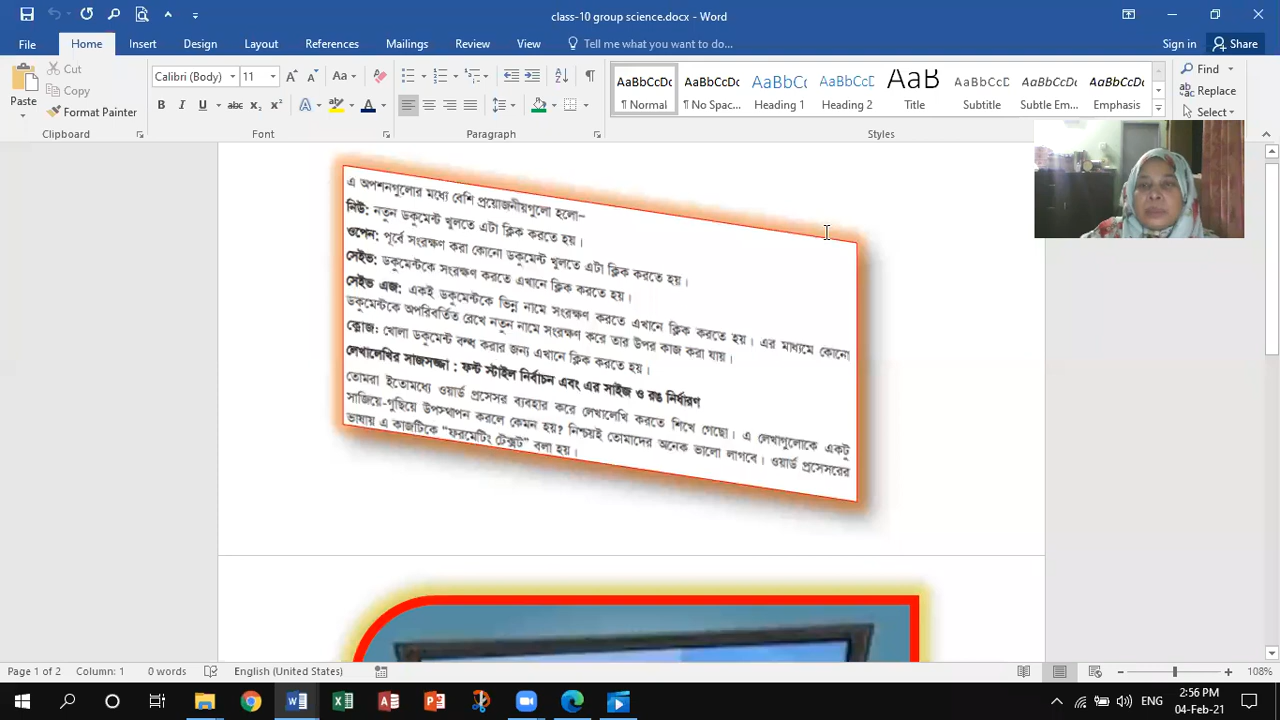 class-10 group science.docx - Word
File Home Insert Design Layout References Mailings Review View Tell me what you want to do... Sign in Share
Paste Cut Copy Format Painter
Calibri (Body) 11
AaBbCcDc AaBbCcDc AaBbCc AaBbCcD AaB AaBbCcD AaBbCcDc AaBbCcDc
¶ Normal ¶ No Spac... Heading 1 Heading 2 Title Subtitle Subtle Em... Emphasis
Find Replace Select
Clipboard Font Paragraph Styles
এ অপশনগুলোর মধ্যে বেশি প্রয়োজনীয়গুলো হলো–
নিউ: নতুন ডকুমেন্ট খুলতে এটা ক্লিক করতে হয়।
ওপেন: পূর্বে সংরক্ষণ করা কোনো ডকুমেন্ট খুলতে এটা ক্লিক করতে হয়।
সেইভ: ডকুমেন্টকে সংরক্ষণ করতে এখানে ক্লিক করতে হয়।
সেইভ এজ: একই ডকুমেন্টকে ভিন্ন নামে সংরক্ষণ করতে এখানে ক্লিক করতে হয়। এর মাধ্যমে কোনো
ডকুমেন্টকে অপরিবর্তিত রেখে নতুন নামে সংরক্ষণ করে তার উপর কাজ করা যায়।
ক্লোজ: খোলা ডকুমেন্ট বন্ধ করার জন্য এখানে ক্লিক করতে হয়।
লেখালেখির সাজসজ্জা : ফন্ট স্টাইল নির্বাচন এবং এর সাইজ ও রঙ নির্ধারণ
তোমরা ইতোমধ্যে ওয়ার্ড প্রসেসর ব্যবহার করে লেখালেখি করতে শিখে গেছো। এ লেখাগুলোকে একটু
সাজিয়ে-গুছিয়ে উপস্থাপন করলে কেমন হয়? নিশ্চয়ই তোমাদের অনেক ভালো লাগবে। ওয়ার্ড প্রসেসরের
ভাষায় এ কাজটিকে “ফরমেটিং টেক্সট” বলা হয়।
Page 1 of 2 Column: 1 0 words English (United States) 108%
ENG
2:56 PM
04-Feb-21